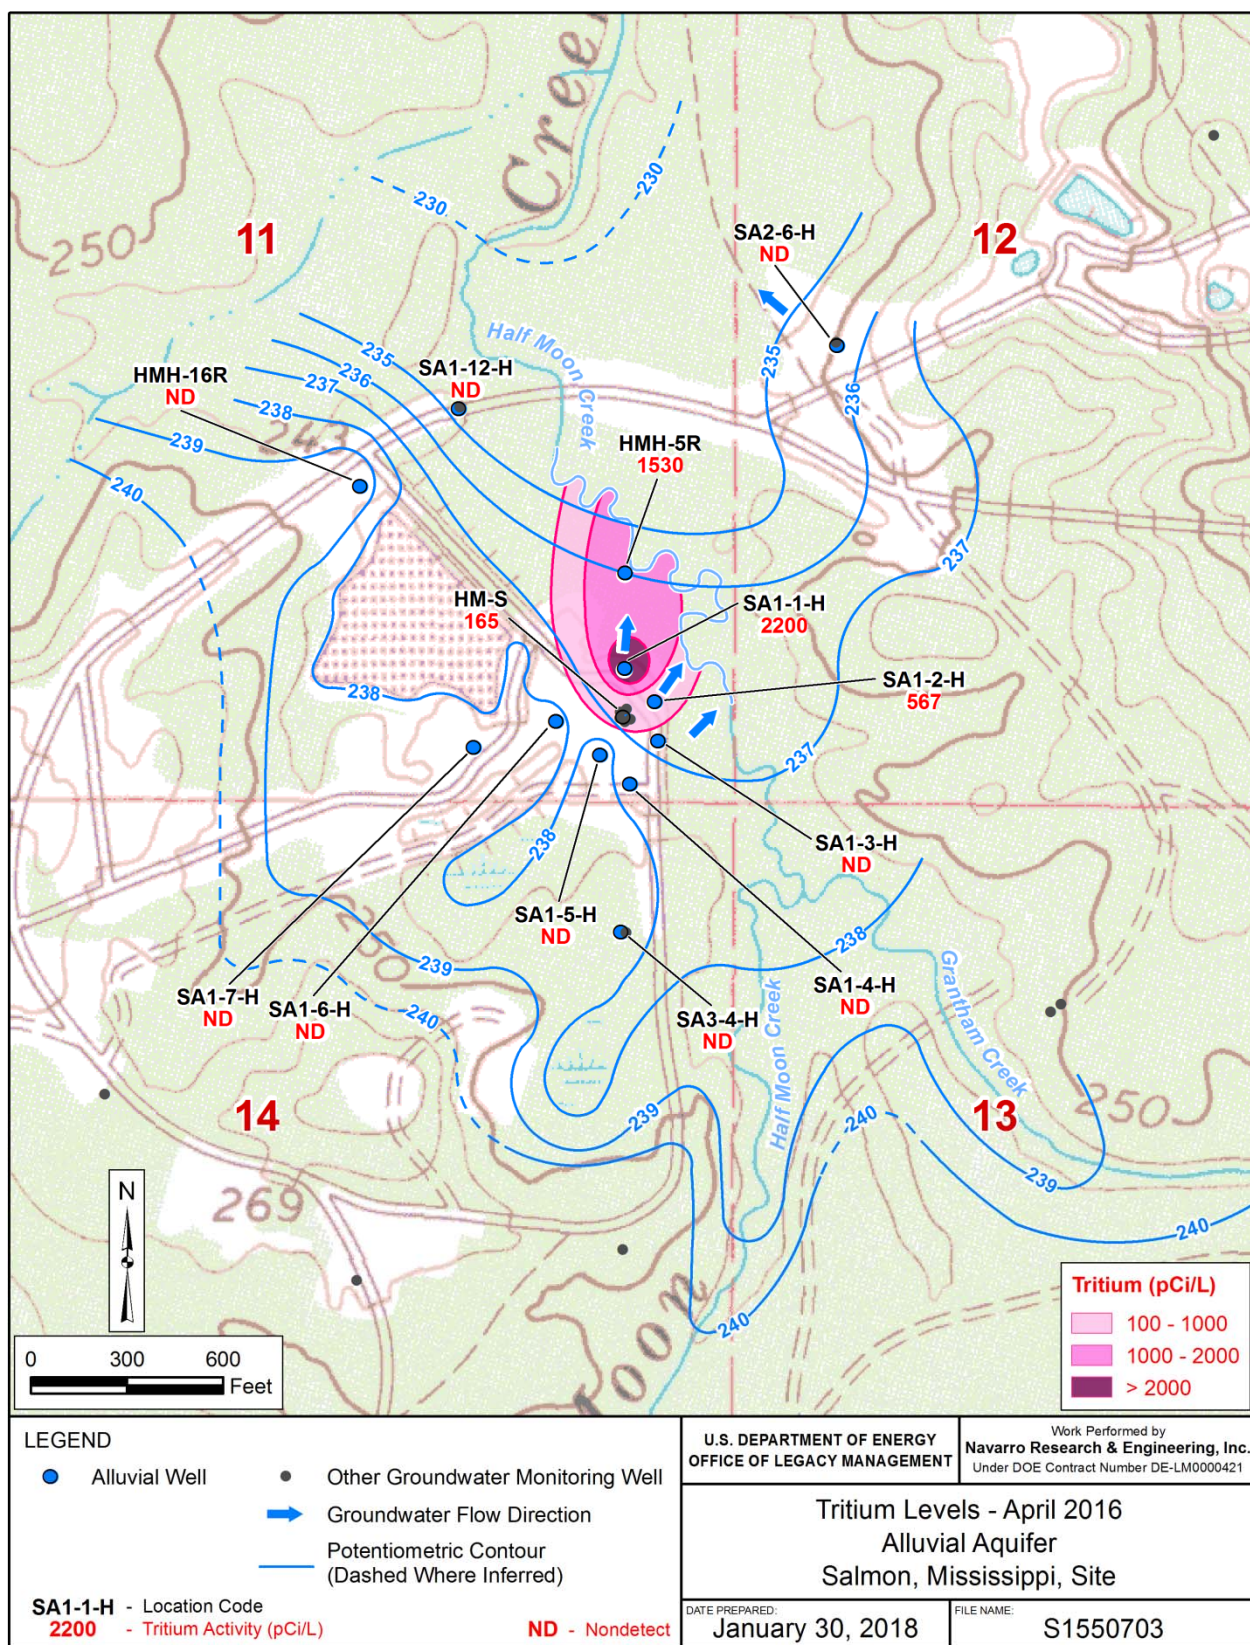 Creek
230
230
11
12
250
SA2-6-H
ND
Half Moon Creek
235
235
236
236
237
238
239
240
243
HMH-16R
ND
SA1-12-H
ND
HMH-5R
1530
237
HM-S
165
SA1-1-H
2200
SA1-2-H
567
238
237
238
SA1-3-H
ND
SA1-5-H
ND
SA1-4-H
ND
238
239
250
SA1-7-H
ND
SA1-6-H
ND
SA3-4-H
ND
240
Half Moon Creek
Grantham Creek
14
13
250
239
240
239
240
240
269
Moon
N
0 300 600
Feet
Tritium (pCi/L)
100 - 1000
1000 - 2000
> 2000
LEGEND
Alluvial Well
Other Groundwater Monitoring Well
Groundwater Flow Direction
Potentiometric Contour
(Dashed Where Inferred)
SA1-1-H - Location Code
2200 - Tritium Activity (pCi/L)
ND - Nondetect
U.S. DEPARTMENT OF ENERGY
OFFICE OF LEGACY MANAGEMENT
Work Performed by
Navarro Research & Engineering, Inc.
Under DOE Contract Number DE-LM0000421
Tritium Levels - April 2016
Alluvial Aquifer
Salmon, Mississippi, Site
DATE PREPARED:
January 30, 2018
FILE NAME:
S1550703